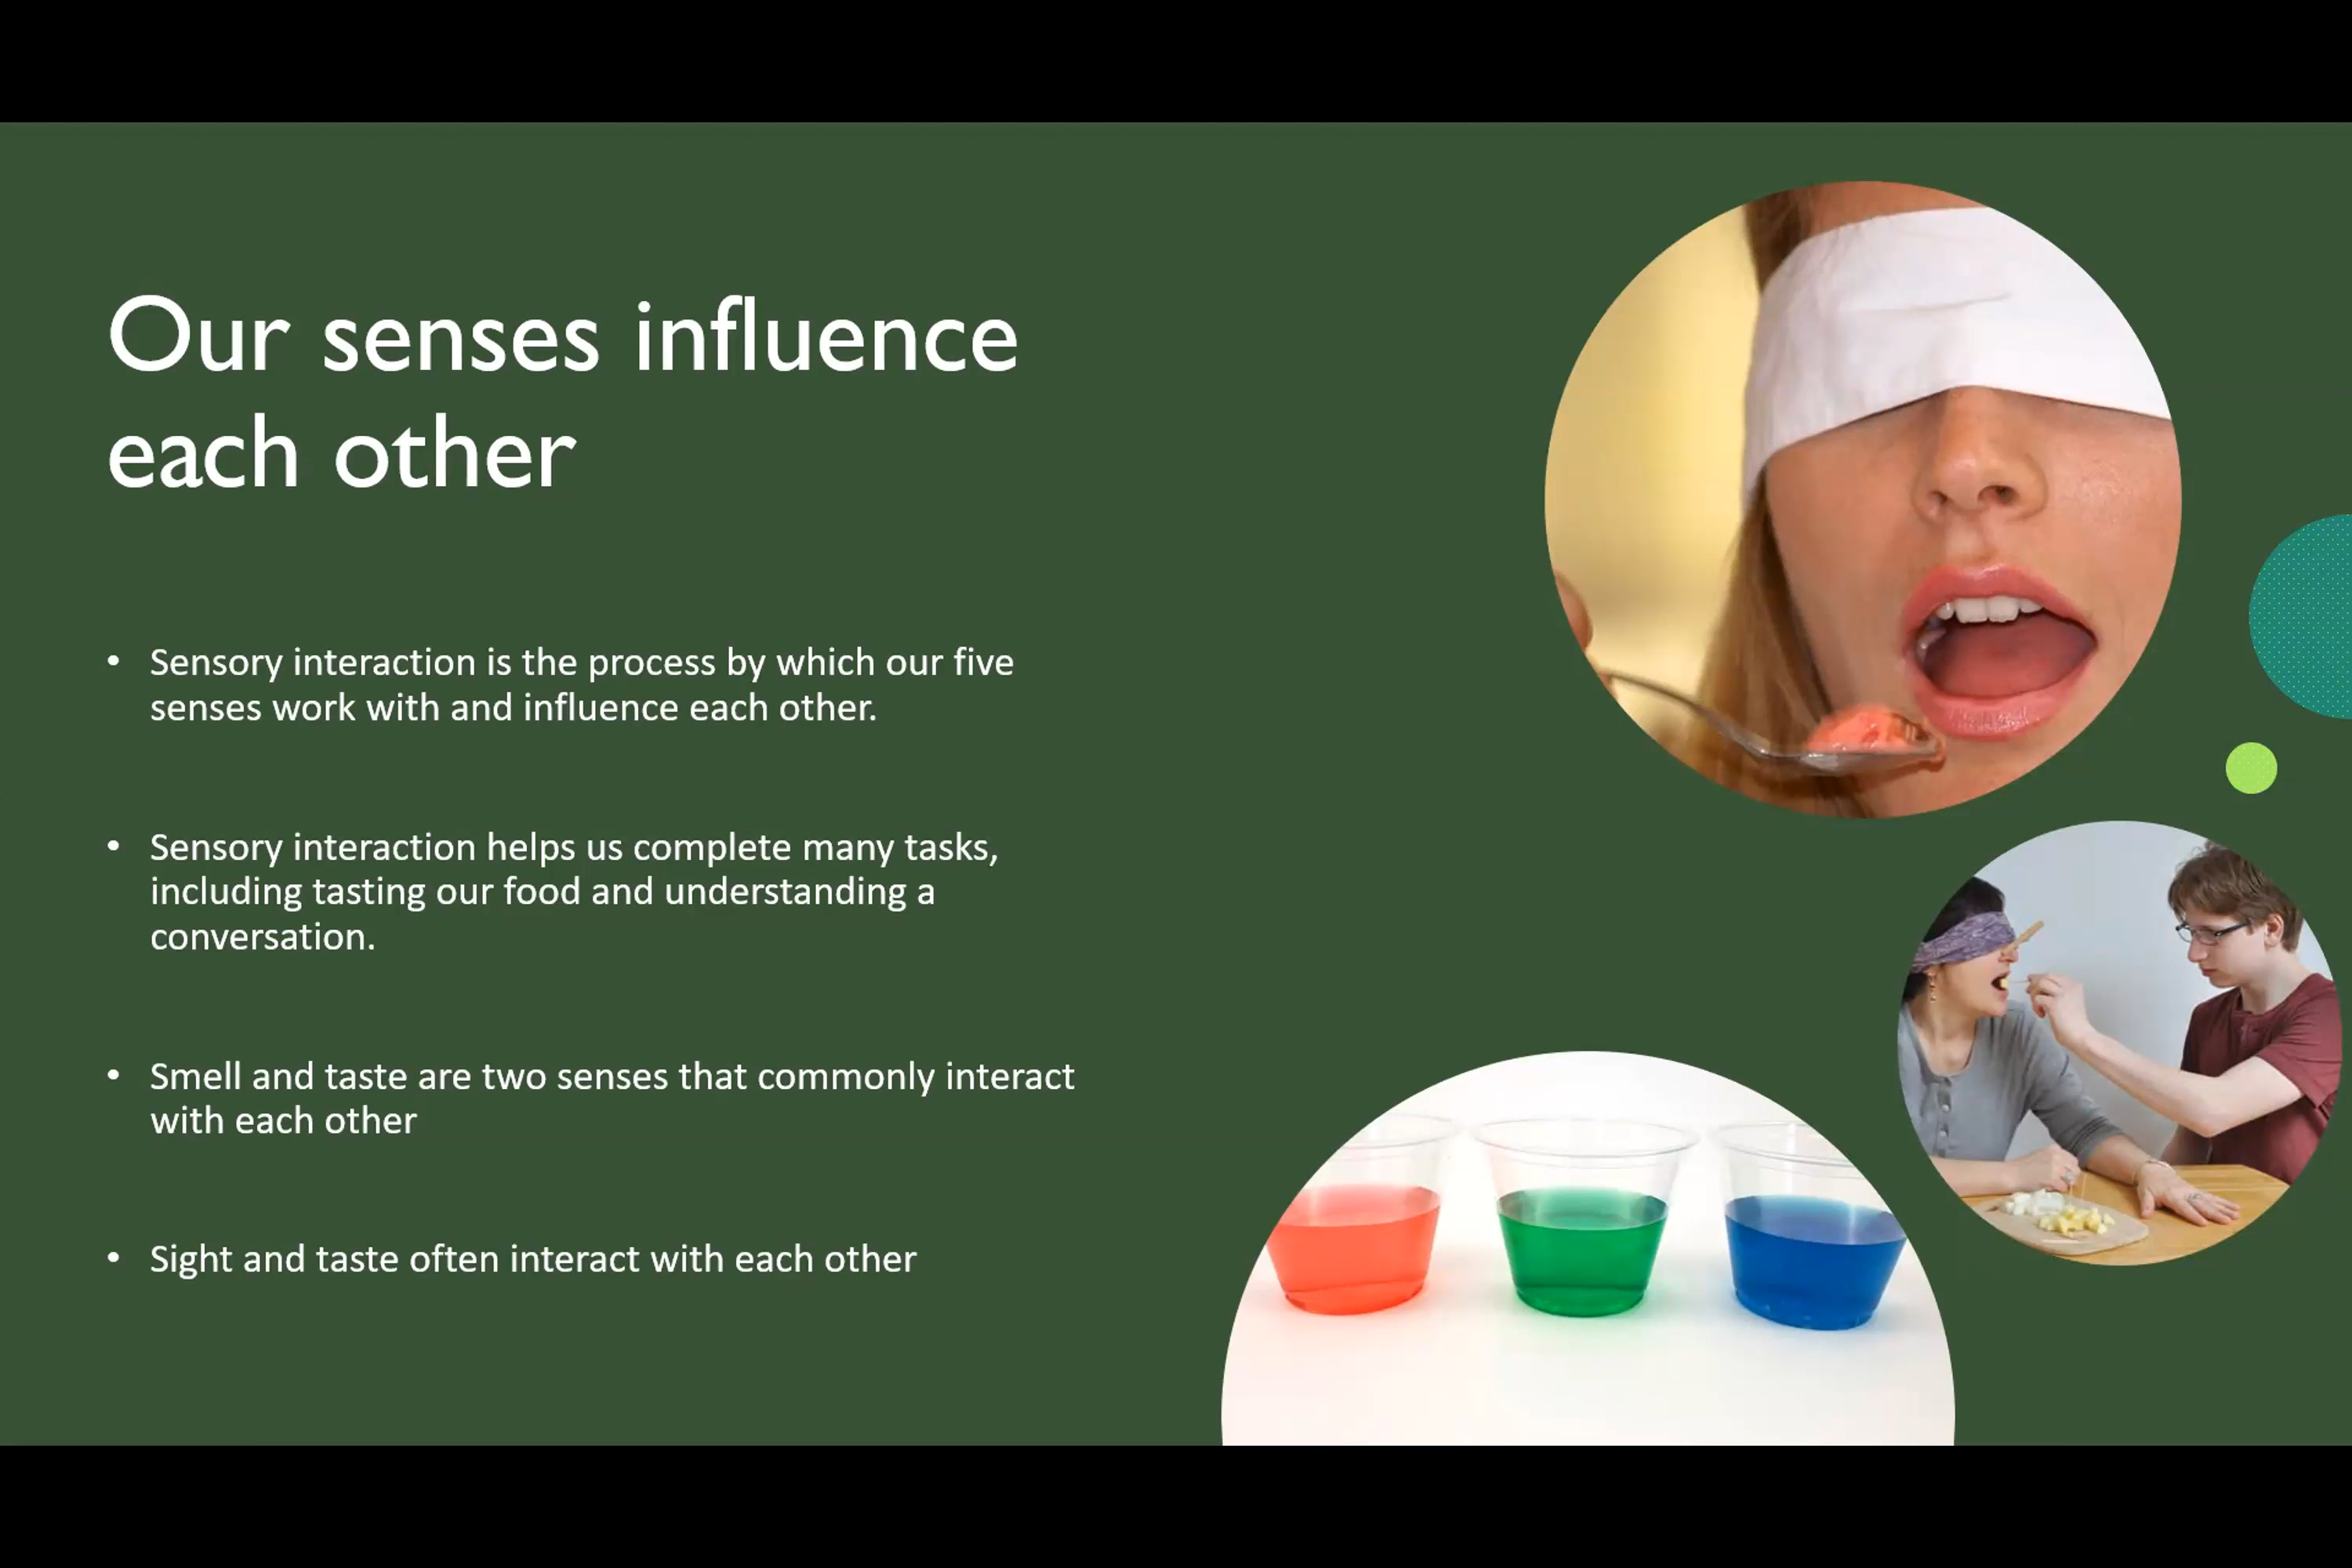 Our senses influence
each other
• Sensory interaction is the process by which our five
senses work with and influence each other.
• Sensory interaction helps us complete many tasks,
including tasting our food and understanding a
conversation.
• Smell and taste are two senses that commonly interact
with each other
• Sight and taste often interact with each other